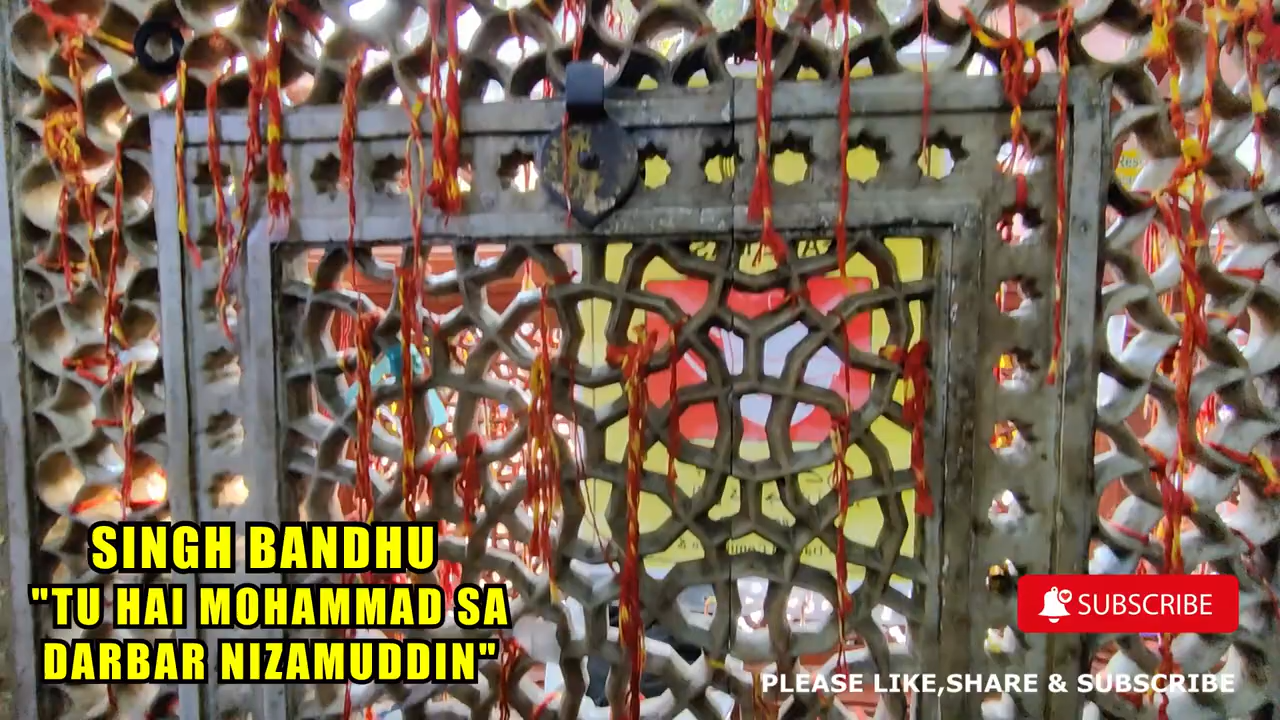 SINGH BANDHU
"TU HAI MOHAMMAD SA
DARBAR NIZAMUDDIN"
SUBSCRIBE
PLEASE LIKE,SHARE & SUBSCRIBE